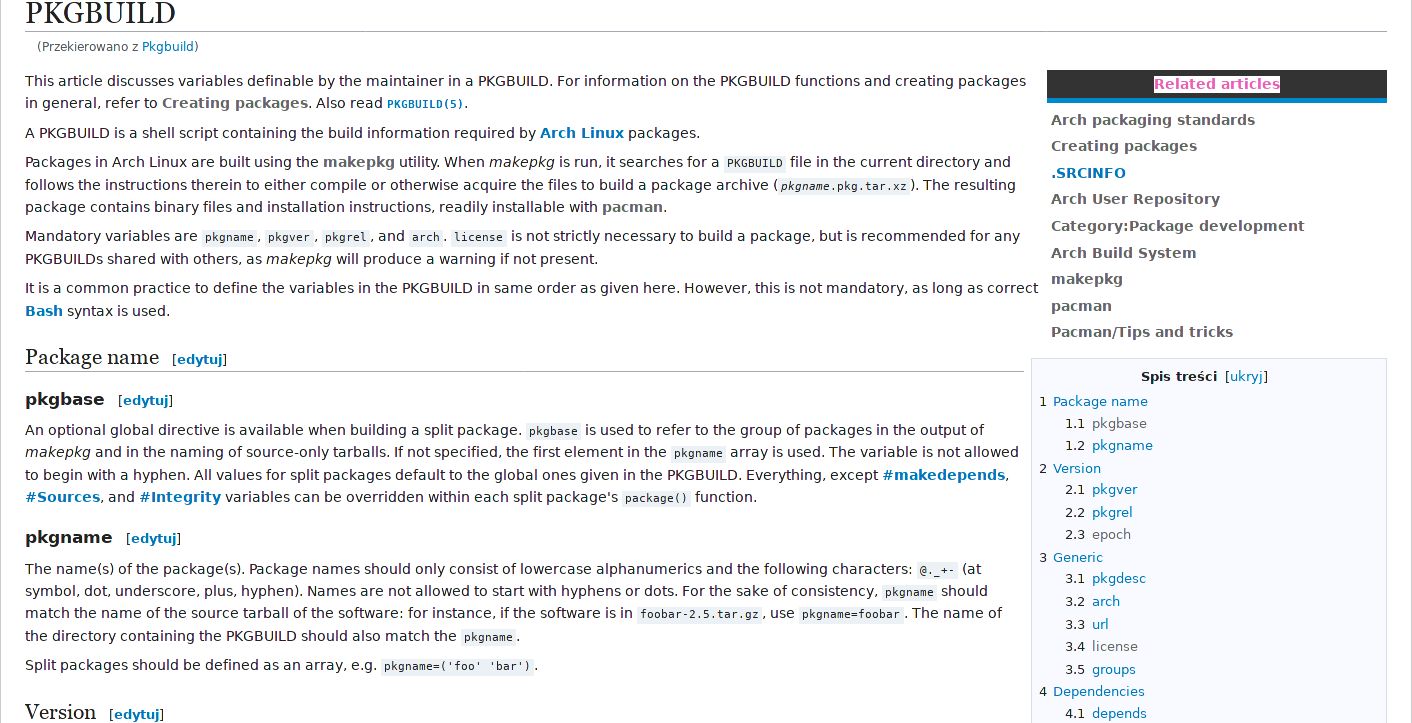 PKGBUILD
(Przekierowano z Pkgbuild)
This article discusses variables definable by the maintainer in a PKGBUILD. For information on the PKGBUILD functions and creating packages
in general, refer to Creating packages. Also read PKGBUILD(5).
A PKGBUILD is a shell script containing the build information required by Arch Linux packages.
Packages in Arch Linux are built using the makepkg utility. When makepkg is run, it searches for a PKGBUILD file in the current directory and
follows the instructions therein to either compile or otherwise acquire the files to build a package archive (pkgname.pkg.tar.xz). The resulting
package contains binary files and installation instructions, readily installable with pacman.
Mandatory variables are pkgname, pkgver, pkgrel, and arch. license is not strictly necessary to build a package, but is recommended for any
PKGBUILDs shared with others, as makepkg will produce a warning if not present.
It is a common practice to define the variables in the PKGBUILD in same order as given here. However, this is not mandatory, as long as correct
Bash syntax is used.
Package name [edytuj]
pkgbase [edytuj]
An optional global directive is available when building a split package. pkgbase is used to refer to the group of packages in the output of
makepkg and in the naming of source-only tarballs. If not specified, the first element in the pkgname array is used. The variable is not allowed
to begin with a hyphen. All values for split packages default to the global ones given in the PKGBUILD. Everything, except #makedepends,
#Sources, and #Integrity variables can be overridden within each split package's package() function.
pkgname [edytuj]
The name(s) of the package(s). Package names should only consist of lowercase alphanumerics and the following characters: @._+- (at
symbol, dot, underscore, plus, hyphen). Names are not allowed to start with hyphens or dots. For the sake of consistency, pkgname should
match the name of the source tarball of the software: for instance, if the software is in foobar-2.5.tar.gz, use pkgname=foobar. The name of
the directory containing the PKGBUILD should also match the pkgname.
Split packages should be defined as an array, e.g. pkgname=('foo' 'bar').
Version [edytuj]
Related articles
Arch packaging standards
Creating packages
.SRCINFO
Arch User Repository
Category:Package development
Arch Build System
makepkg
pacman
Pacman/Tips and tricks
Spis treści [ukryj]
1 Package name
1.1 pkgbase
1.2 pkgname
2 Version
2.1 pkgver
2.2 pkgrel
2.3 epoch
3 Generic
3.1 pkgdesc
3.2 arch
3.3 url
3.4 license
3.5 groups
4 Dependencies
4.1 depends